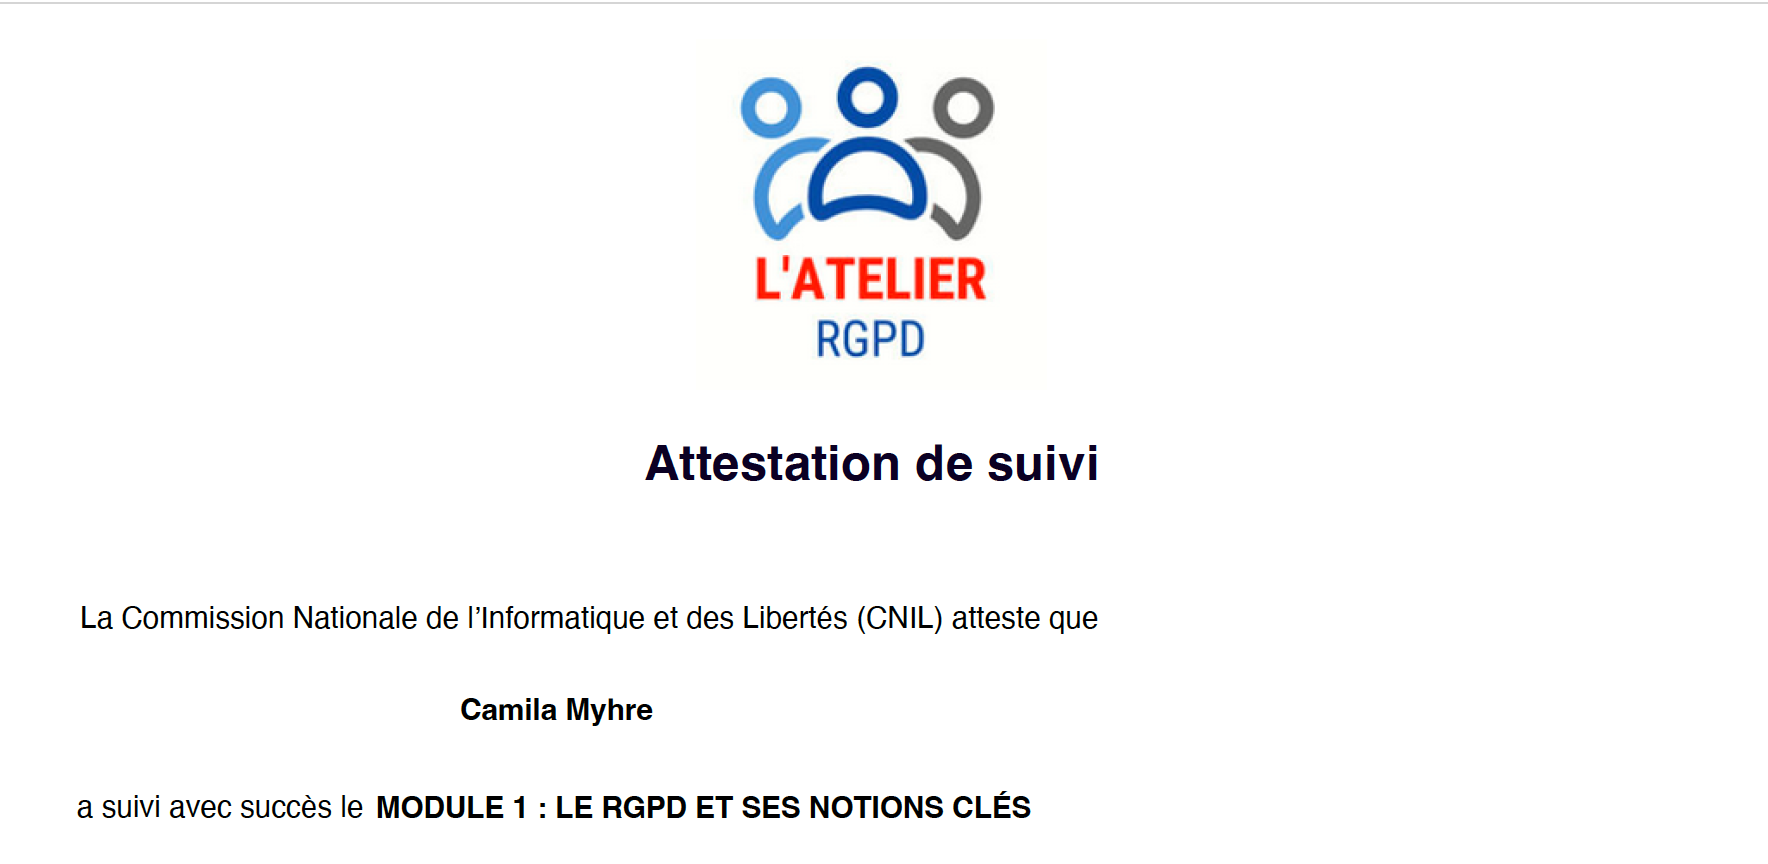 L'ATELIER
RGPD
Attestation de suivi
La Commission Nationale de l’Informatique et des Libertés (CNIL) atteste que
Camila Myhre
a suivi avec succès le MODULE 1 : LE RGPD ET SES NOTIONS CLÉS